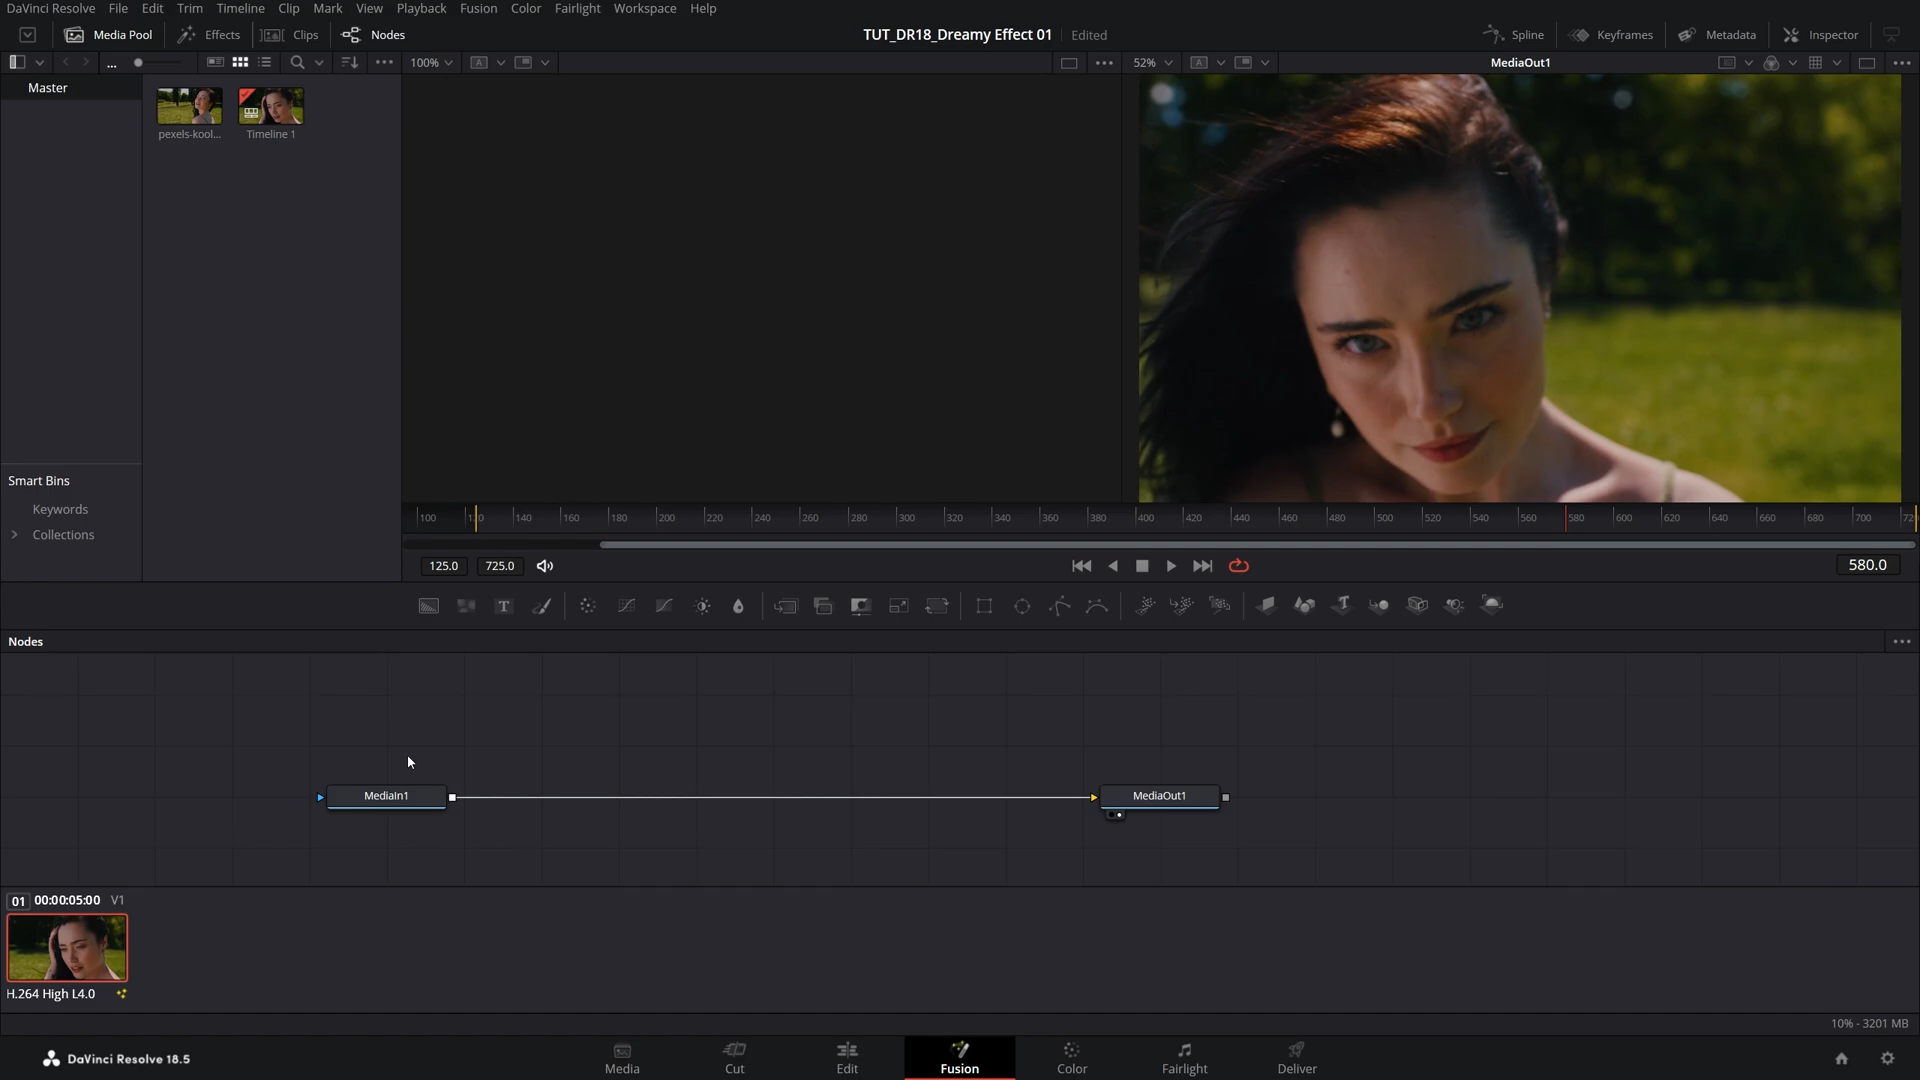 DaVinci Resolve File Edit Trim Timeline Clip Mark View Playback Fusion Color Fairlight Workspace Help
Media Pool Effects Clips Nodes TUT_DR18_Dreamy Effect 01 Edited Spline Keyframes Metadata Inspector
... 100% A 52% A MediaOut1
Master
pexels-kool... Timeline 1
Smart Bins
Keywords
Collections
100 120 140 160 180 200 220 240 260 280 300 320 340 360 380 400 420 440 460 480 500 520 540 560 580 600 620 640 660 680 700 72
125.0 725.0 580.0
T T
Nodes
MediaIn1 MediaOut1
01 00:00:05:00 V1
H.264 High L4.0
10% - 3201 MB
DaVinci Resolve 18.5 Media Cut Edit Fusion Color Fairlight Deliver